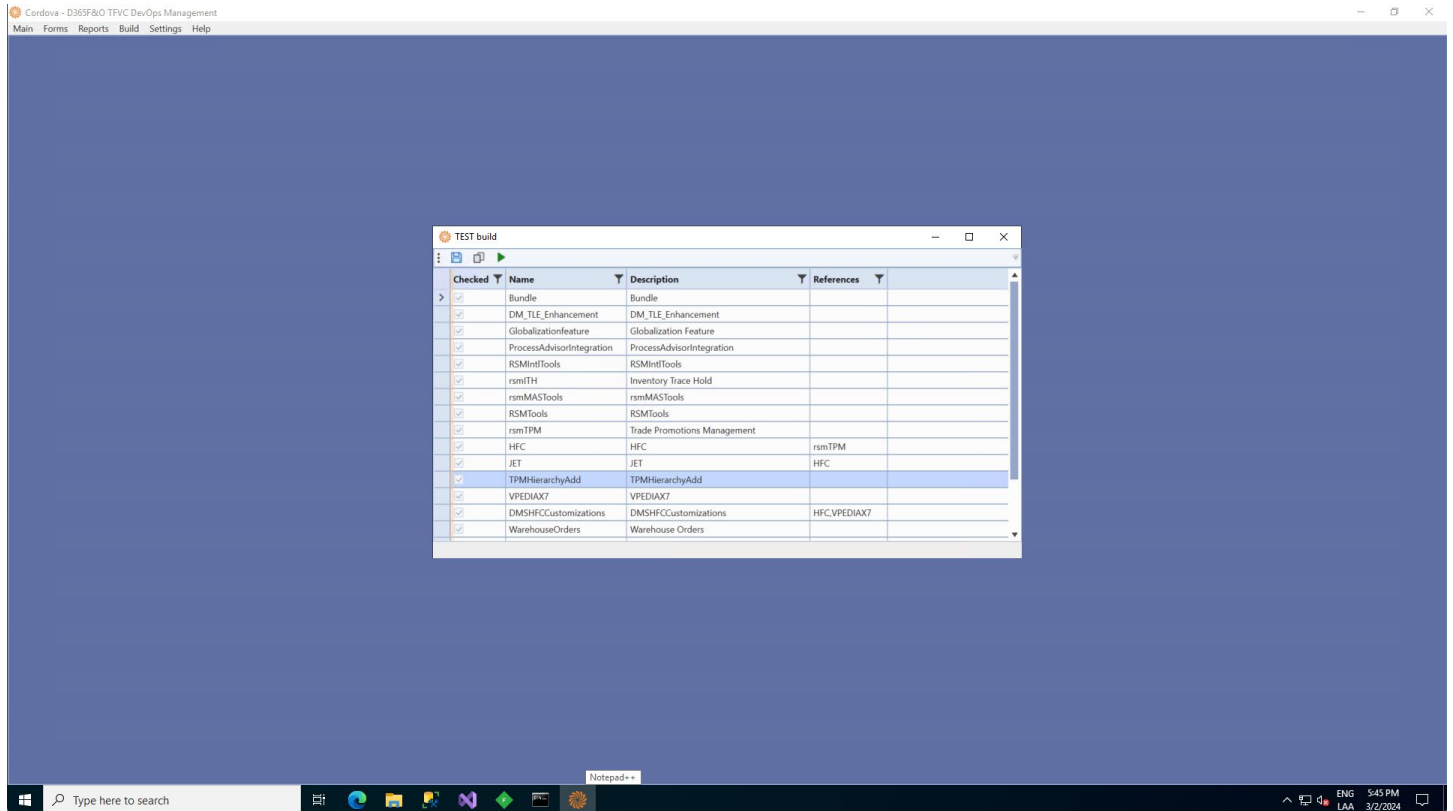 Cordova - D365F&O TFVC DevOps Management
Main Forms Reports Build Settings Help
TEST build
Checked Name Description References
Bundle Bundle
DM_TLE_Enhancement DM_TLE_Enhancement
Globalizationfeature Globalization Feature
ProcessAdvisorIntegration ProcessAdvisorIntegration
RSMIntlTools RSMIntlTools
rsmITH Inventory Trace Hold
rsmMASTools rsmMASTools
RSMTools RSMTools
rsmTPM Trade Promotions Management
HFC HFC rsmTPM
JET JET HFC
TPMHierarchyAdd TPMHierarchyAdd
VPEDIAX7 VPEDIAX7
DMSHFCCustomizations DMSHFCCustomizations HFC,VPEDIAX7
WarehouseOrders Warehouse Orders
Notepad++
Type here to search
ENG 5:45 PM
LAA 3/2/2024